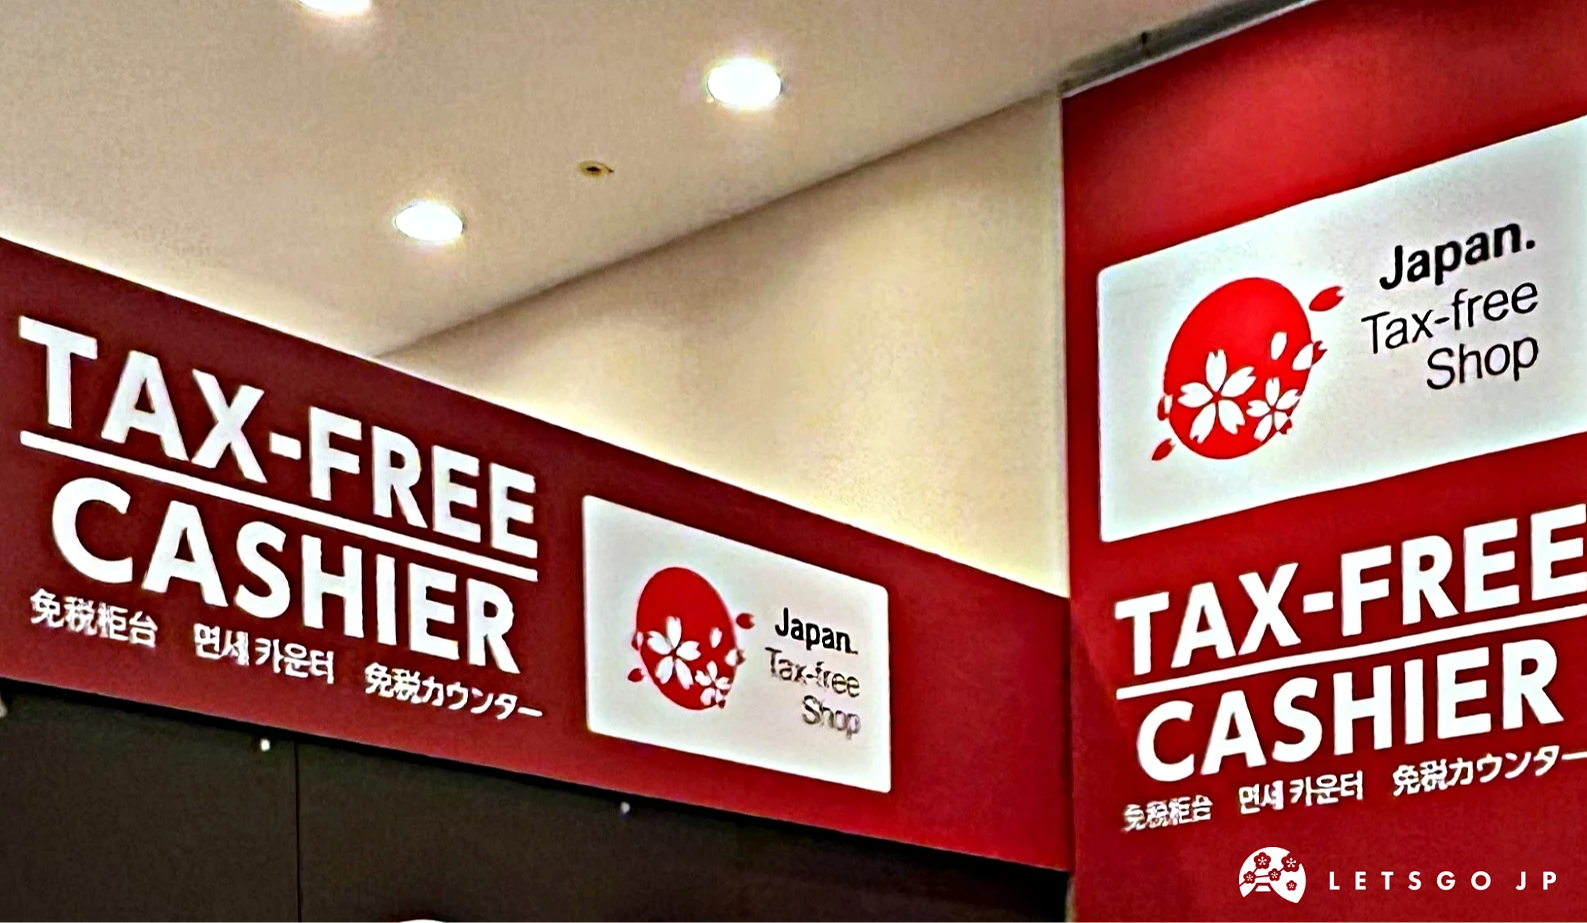 TAX-FREE
CASHIER
免税柜台 면세 카운터 免税カウンター
Japan.
Tax-free
Shop
Japan.
Tax-free
Shop
TAX-FREE
CASHIER
免税柜台 면세 카운터 免税カウンター
LETSGO JP